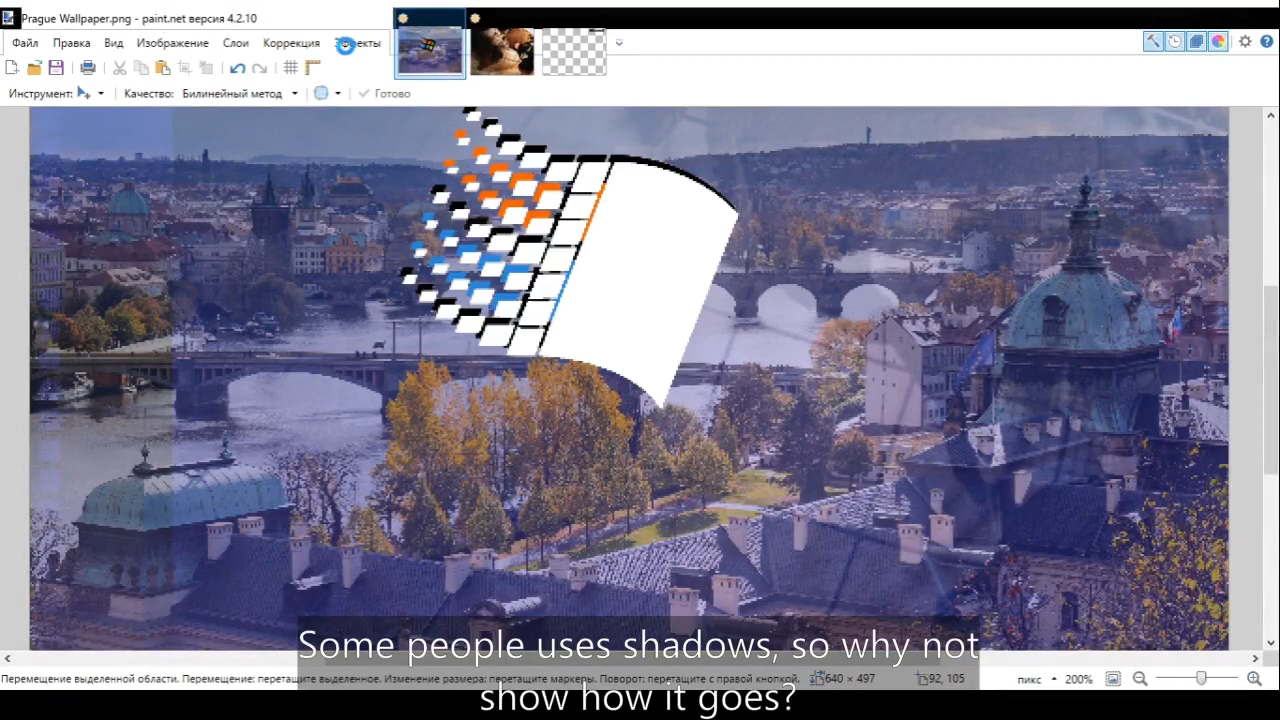 Prague Wallpaper.png - paint.net версия 4.2.10
Файл Правка Вид Изображение Слои Коррекция Эффекты
Инструмент: Качество: Билинейный метод Готово
Some people uses shadows, so why not
show how it goes?
Перемещение выделенной области. Перемещение: перетащите выделенное. Изменение размера: перетащите маркеры. Поворот: перетащите с правой кнопкой. 640 × 497 92, 105 пикс 200%